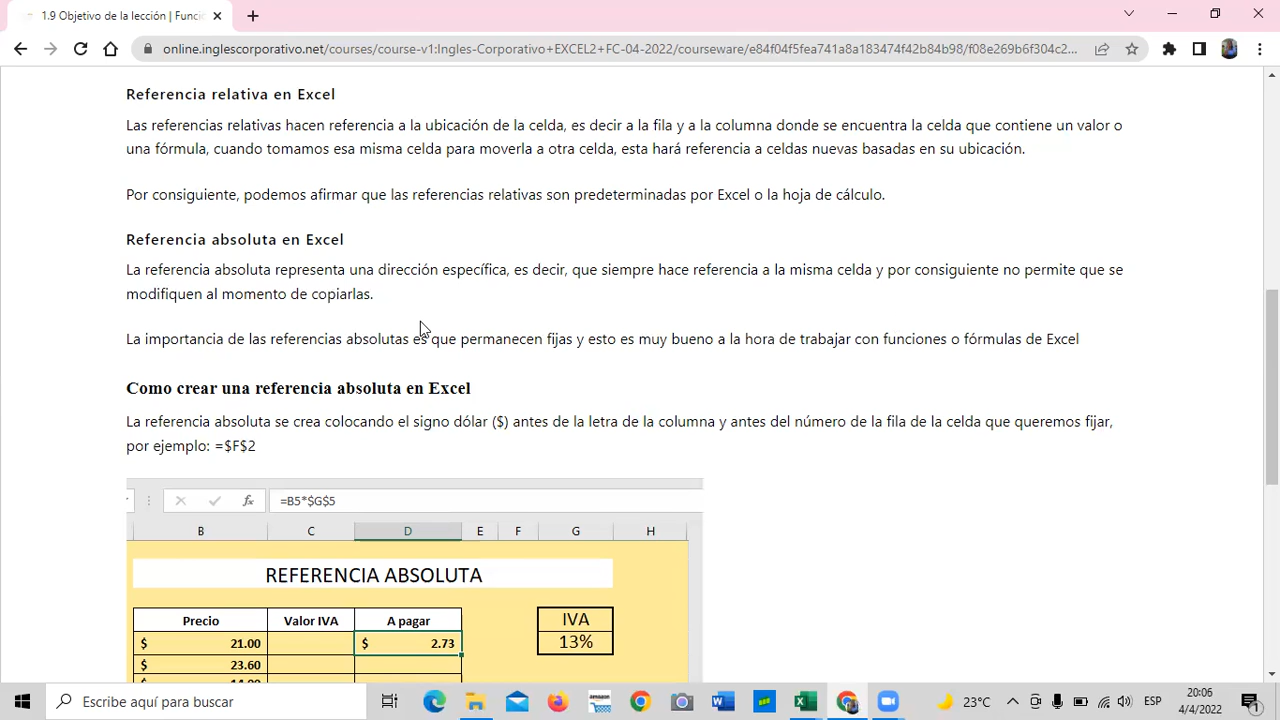 1.9 Objetivo de la lección | Funcio
online.inglescorporativo.net/courses/course-v1:Ingles-Corporativo+EXCEL2+FC-04-2022/courseware/e84f04f5fea741a8a183474f42b84b98/f08e269b6f304c2...
Referencia relativa en Excel
Las referencias relativas hacen referencia a la ubicación de la celda, es decir a la fila y a la columna donde se encuentra la celda que contiene un valor o
una fórmula, cuando tomamos esa misma celda para moverla a otra celda, esta hará referencia a celdas nuevas basadas en su ubicación.
Por consiguiente, podemos afirmar que las referencias relativas son predeterminadas por Excel o la hoja de cálculo.
Referencia absoluta en Excel
La referencia absoluta representa una dirección específica, es decir, que siempre hace referencia a la misma celda y por consiguiente no permite que se
modifiquen al momento de copiarlas.
La importancia de las referencias absolutas es que permanecen fijas y esto es muy bueno a la hora de trabajar con funciones o fórmulas de Excel
Como crear una referencia absoluta en Excel
La referencia absoluta se crea colocando el signo dólar ($) antes de la letra de la columna y antes del número de la fila de la celda que queremos fijar,
por ejemplo: =$F$2
fx =B5*$G$5
B C D E F G H
REFERENCIA ABSOLUTA
Precio Valor IVA A pagar IVA
$ 21.00 $ 2.73 13%
$ 23.60
Escribe aquí para buscar
23°C ESP 20:06
4/4/2022